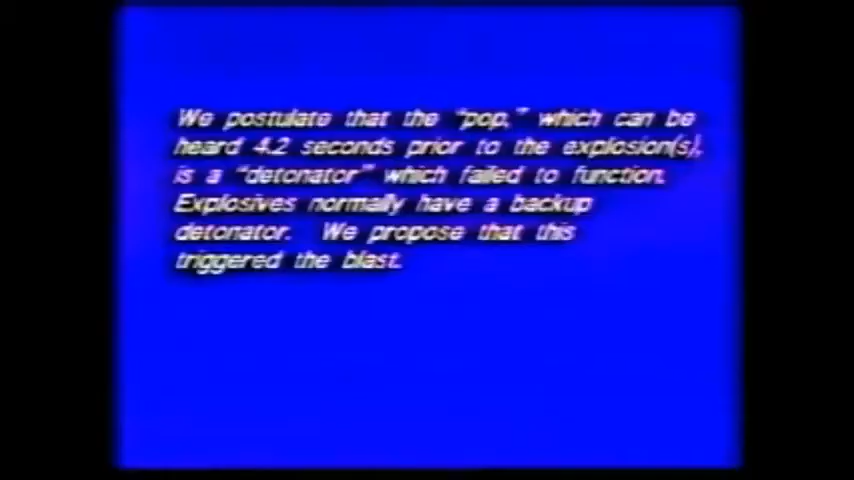 We postulate that the "pop," which can be
heard 4.2 seconds prior to the explosion(s),
is a "detonator" which failed to function.
Explosives normally have a backup
detonator. We propose that this
triggered the blast.